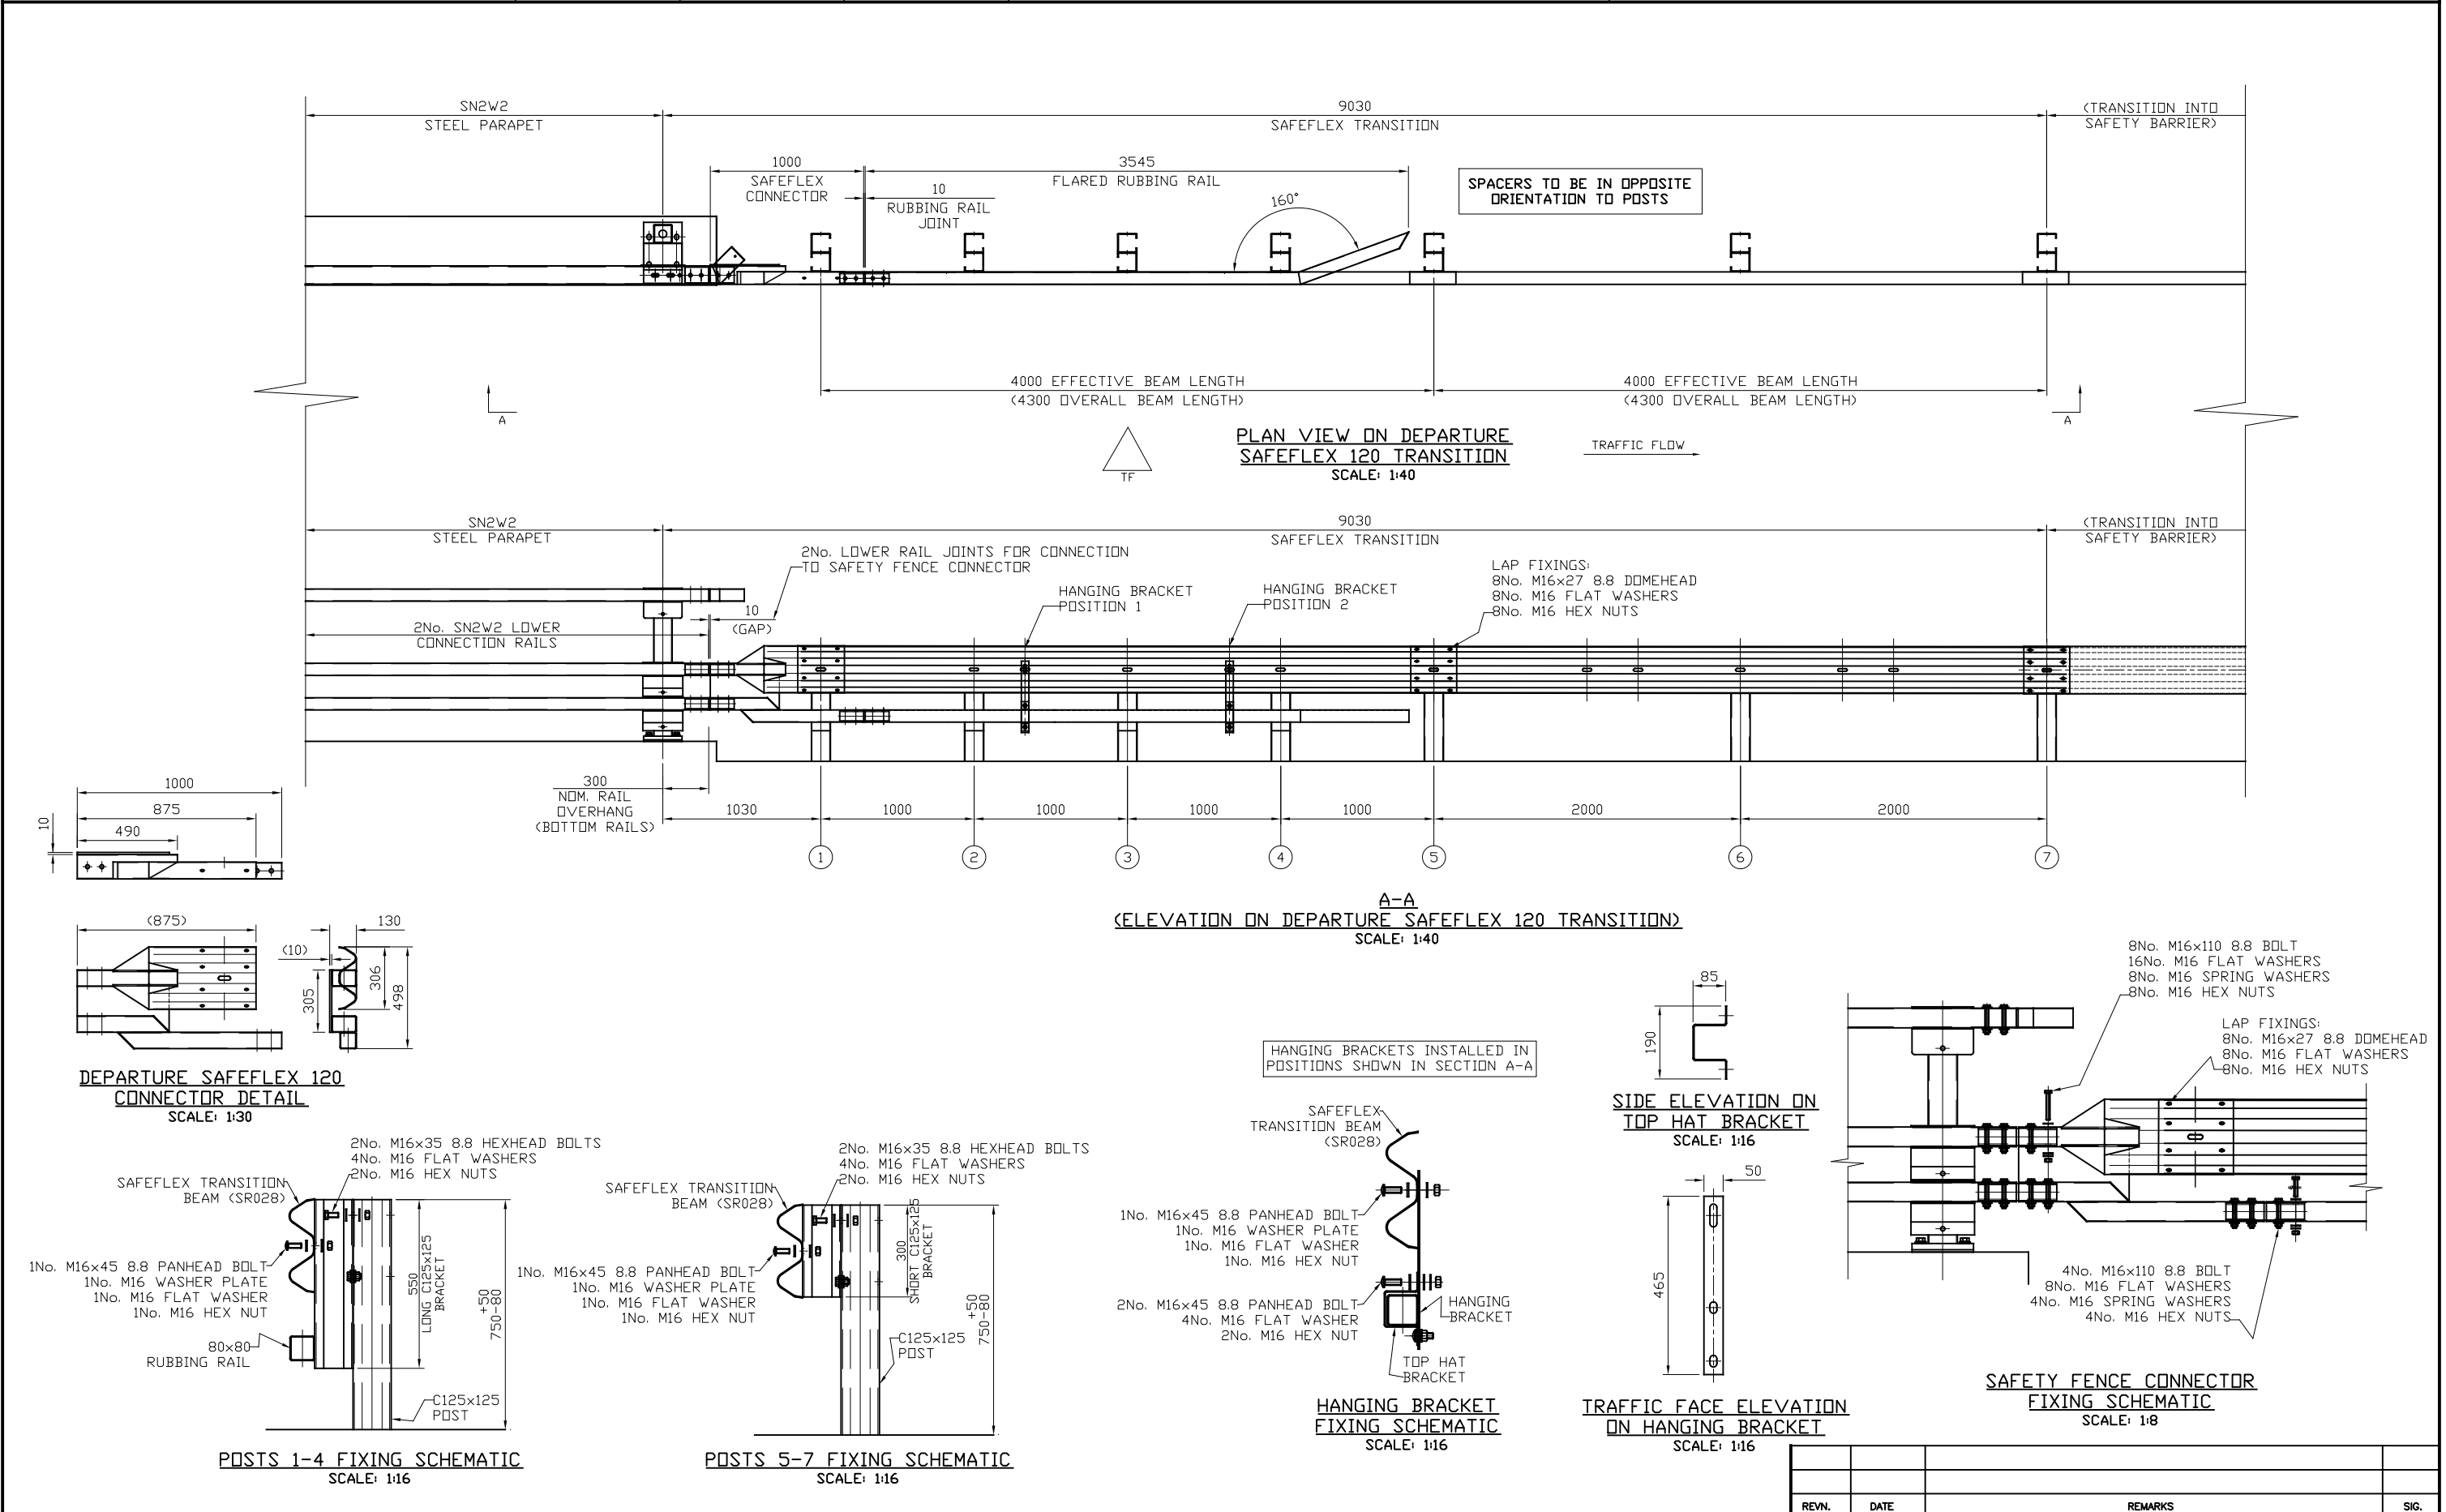 SN2W2
STEEL PARAPET
9030
SAFEFLEX TRANSITION
(TRANSITION INTO
SAFETY BARRIER)
1000
SAFEFLEX
CONNECTOR
3545
FLARED RUBBING RAIL
10
RUBBING RAIL
JOINT
160°
SPACERS TO BE IN OPPOSITE
ORIENTATION TO POSTS
4000 EFFECTIVE BEAM LENGTH
(4300 OVERALL BEAM LENGTH)
4000 EFFECTIVE BEAM LENGTH
(4300 OVERALL BEAM LENGTH)
A
A
TF
PLAN VIEW ON DEPARTURE
SAFEFLEX 120 TRANSITION
SCALE: 1:40
TRAFFIC FLOW
SN2W2
STEEL PARAPET
9030
SAFEFLEX TRANSITION
(TRANSITION INTO
SAFETY BARRIER)
2No. LOWER RAIL JOINTS FOR CONNECTION
TO SAFETY FENCE CONNECTOR
HANGING BRACKET
POSITION 1
HANGING BRACKET
POSITION 2
LAP FIXINGS:
8No. M16x27 8.8 DOMEHEAD
8No. M16 FLAT WASHERS
8No. M16 HEX NUTS
10
(GAP)
2No. SN2W2 LOWER
CONNECTION RAILS
300
NOM. RAIL
OVERHANG
(BOTTOM RAILS)
1030
1000
1000
1000
1000
2000
2000
1
2
3
4
5
6
7
A-A
(ELEVATION ON DEPARTURE SAFEFLEX 120 TRANSITION)
SCALE: 1:40
1000
875
490
10
(875)
130
(10)
305
306
498
DEPARTURE SAFEFLEX 120
CONNECTOR DETAIL
SCALE: 1:30
2No. M16x35 8.8 HEXHEAD BOLTS
4No. M16 FLAT WASHERS
2No. M16 HEX NUTS
SAFEFLEX TRANSITION
BEAM (SR028)
1No. M16x45 8.8 PANHEAD BOLT
1No. M16 WASHER PLATE
1No. M16 FLAT WASHER
1No. M16 HEX NUT
80x80
RUBBING RAIL
550
LONG C125x125
BRACKET
+50
750-80
C125x125
POST
POSTS 1-4 FIXING SCHEMATIC
SCALE: 1:16
2No. M16x35 8.8 HEXHEAD BOLTS
4No. M16 FLAT WASHERS
2No. M16 HEX NUTS
SAFEFLEX TRANSITION
BEAM (SR028)
1No. M16x45 8.8 PANHEAD BOLT
1No. M16 WASHER PLATE
1No. M16 FLAT WASHER
1No. M16 HEX NUT
300
SHORT C125x125
BRACKET
+50
750-80
C125x125
POST
POSTS 5-7 FIXING SCHEMATIC
SCALE: 1:16
HANGING BRACKETS INSTALLED IN
POSITIONS SHOWN IN SECTION A-A
SAFEFLEX
TRANSITION BEAM
(SR028)
1No. M16x45 8.8 PANHEAD BOLT
1No. M16 WASHER PLATE
1No. M16 FLAT WASHER
1No. M16 HEX NUT
2No. M16x45 8.8 PANHEAD BOLT
4No. M16 FLAT WASHER
2No. M16 HEX NUT
HANGING
BRACKET
TOP HAT
BRACKET
HANGING BRACKET
FIXING SCHEMATIC
SCALE: 1:16
85
190
SIDE ELEVATION ON
TOP HAT BRACKET
SCALE: 1:16
50
465
TRAFFIC FACE ELEVATION
ON HANGING BRACKET
SCALE: 1:16
8No. M16x110 8.8 BOLT
16No. M16 FLAT WASHERS
8No. M16 SPRING WASHERS
8No. M16 HEX NUTS
LAP FIXINGS:
8No. M16x27 8.8 DOMEHEAD
8No. M16 FLAT WASHERS
8No. M16 HEX NUTS
4No. M16x110 8.8 BOLT
8No. M16 FLAT WASHERS
4No. M16 SPRING WASHERS
4No. M16 HEX NUTS
SAFETY FENCE CONNECTOR
FIXING SCHEMATIC
SCALE: 1:8
REVN. DATE REMARKS SIG.